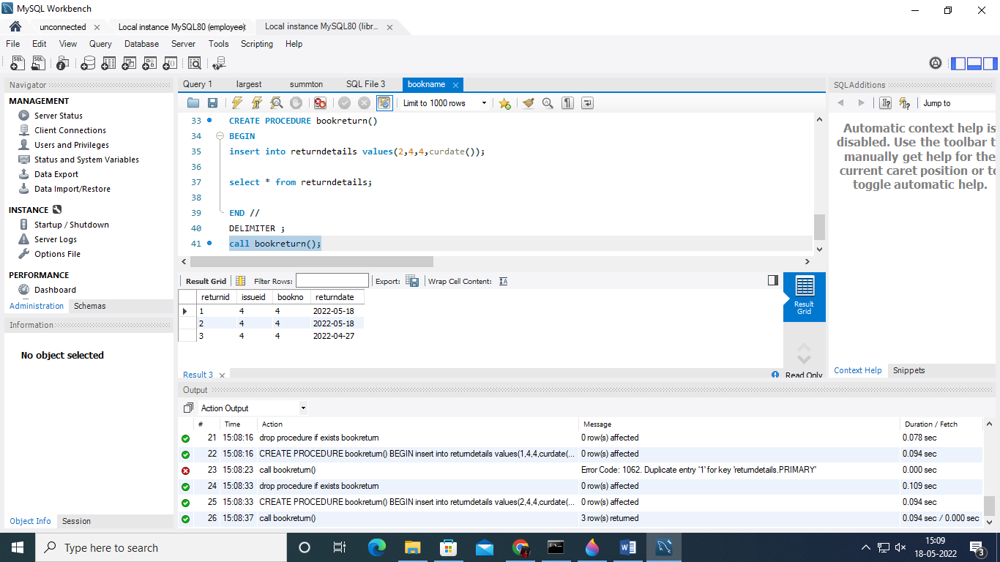 MySQL Workbench
unconnected
Local instance MySQL80 (employee)
Local instance MySQL80 (libr...
File Edit View Query Database Server Tools Scripting Help
Navigator
MANAGEMENT
Server Status
Client Connections
Users and Privileges
Status and System Variables
Data Export
Data Import/Restore
INSTANCE
Startup / Shutdown
Server Logs
Options File
PERFORMANCE
Dashboard
Administration Schemas
Information
No object selected
Object Info Session
Query 1 largest summton SQL File 3 bookname
Limit to 1000 rows
33 CREATE PROCEDURE bookreturn()
34 BEGIN
35 insert into returndetails values(2,4,4,curdate());
36
37 select * from returndetails;
38
39 END //
40 DELIMITER ;
41 call bookreturn();
Result Grid Filter Rows: Export: Wrap Cell Content:
returnid issueid bookno returndate
1 4 4 2022-05-18
2 4 4 2022-05-18
3 4 4 2022-04-27
Result Grid
Result 3
Read Only
SQLAdditions
Jump to
Automatic context help is
disabled. Use the toolbar t
manually get help for the
current caret position or to
toggle automatic help.
Context Help Snippets
Output
Action Output
# Time Action Message Duration / Fetch
21 15:08:16 drop procedure if exists bookreturn 0 row(s) affected 0.078 sec
22 15:08:16 CREATE PROCEDURE bookreturn() BEGIN insert into returndetails values(1,4,4,curdate(... 0 row(s) affected 0.094 sec
23 15:08:23 call bookreturn() Error Code: 1062. Duplicate entry '1' for key 'returndetails.PRIMARY' 0.000 sec
24 15:08:33 drop procedure if exists bookreturn 0 row(s) affected 0.109 sec
25 15:08:33 CREATE PROCEDURE bookreturn() BEGIN insert into returndetails values(2,4,4,curdate(... 0 row(s) affected 0.094 sec
26 15:08:37 call bookreturn() 3 row(s) returned 0.094 sec / 0.000 sec
Type here to search
15:09
18-05-2022
3